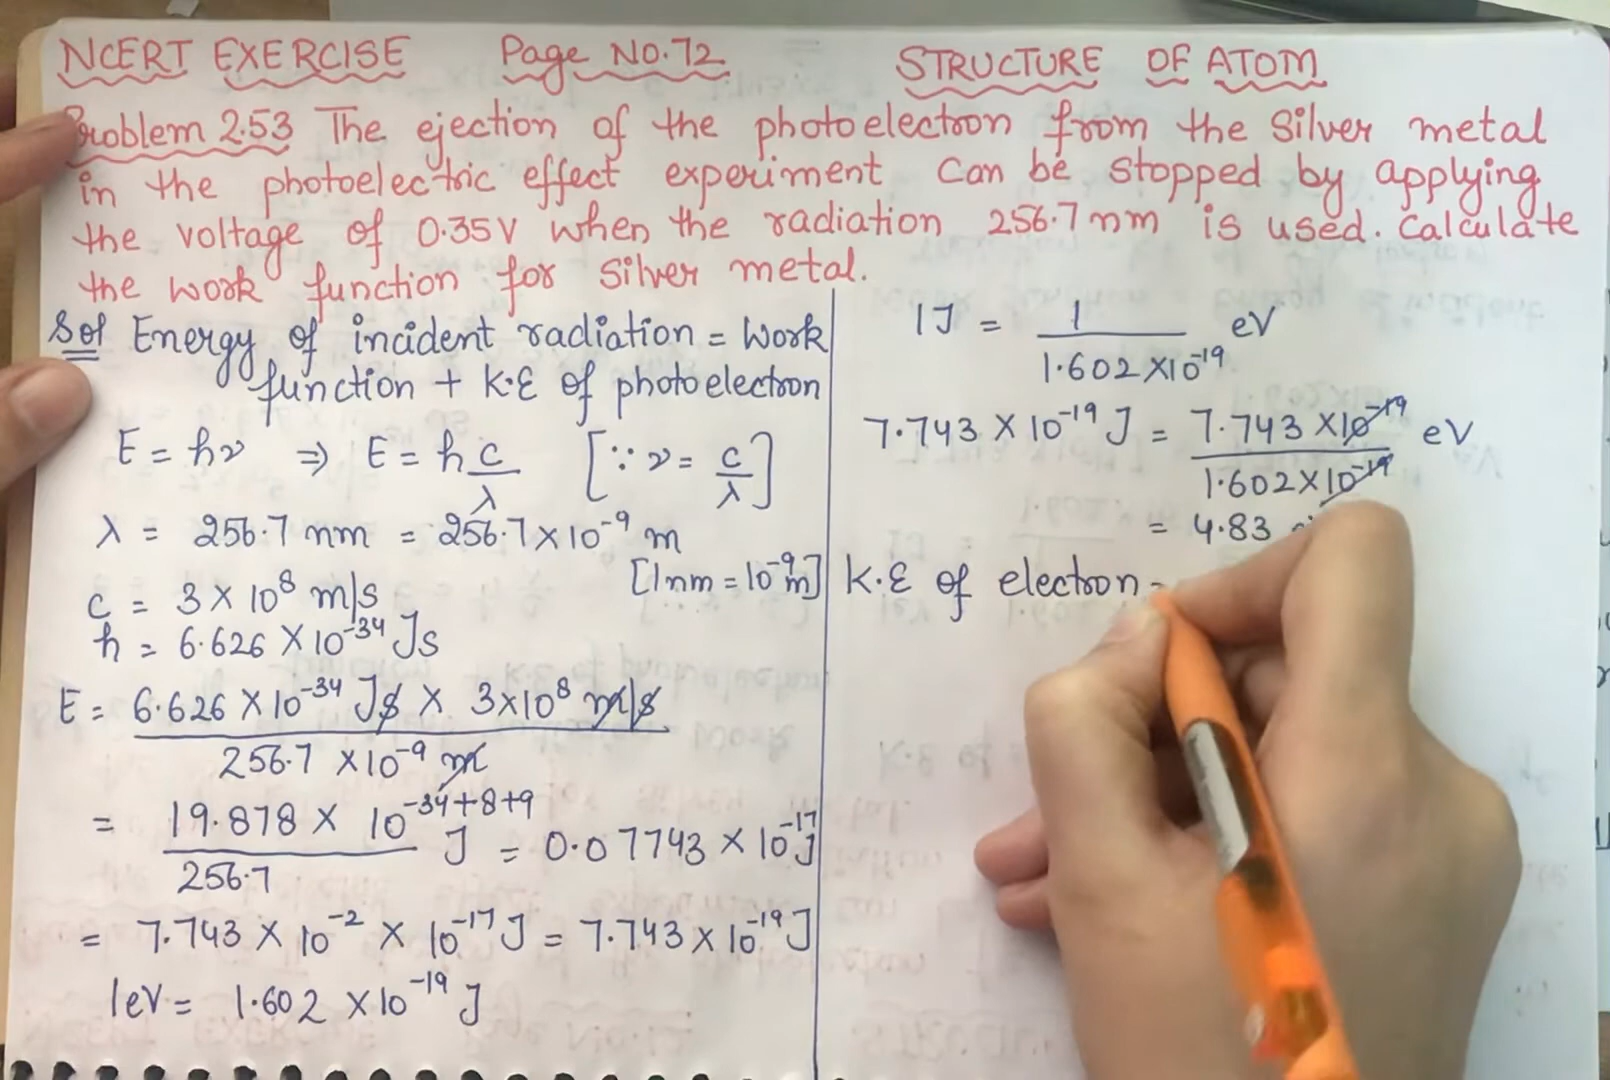 NCERT EXERCISE Page No.72 STRUCTURE OF ATOM
Problem 2.53 The ejection of the photoelectron from the silver metal
in the photoelectric effect experiment can be stopped by applying
the voltage of 0.35V when the radiation 256.7 nm is used. Calculate
the work function for silver metal.
Sol Energy of incident radiation = Work
function + K.E of photoelectron
E = hν ⇒ E = h c/λ [∵ ν = c/λ]
λ = 256.7 nm = 256.7 × 10⁻⁹ m
[1nm = 10⁻⁹m]
c = 3 × 10⁸ m/s
h = 6.626 × 10⁻³⁴ Js
E = 6.626 × 10⁻³⁴ Js × 3×10⁸ m/s
256.7 × 10⁻⁹ m
= 19.878 × 10⁻³⁴⁺⁸⁺⁹ J = 0.07743 × 10⁻¹⁷J
256.7
= 7.743 × 10⁻² × 10⁻¹⁷ J = 7.743 × 10⁻¹⁹ J
1eV = 1.602 × 10⁻¹⁹ J
1J = 1 eV
1.602 ×10⁻¹⁹
7.743 × 10⁻¹⁹ J = 7.743 ×10⁻¹⁹ eV
1.602×10⁻¹⁹
= 4.83
K.E of electron =